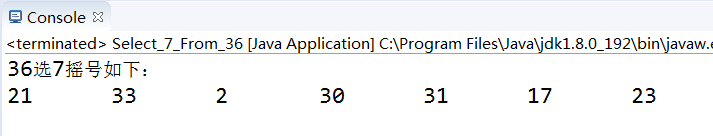 Console
<terminated> Select_7_From_36 [Java Application] C:\Program Files\Java\jdk1.8.0_192\bin\javaw.e
36选7摇号如下：
21 33 2 30 31 17 23